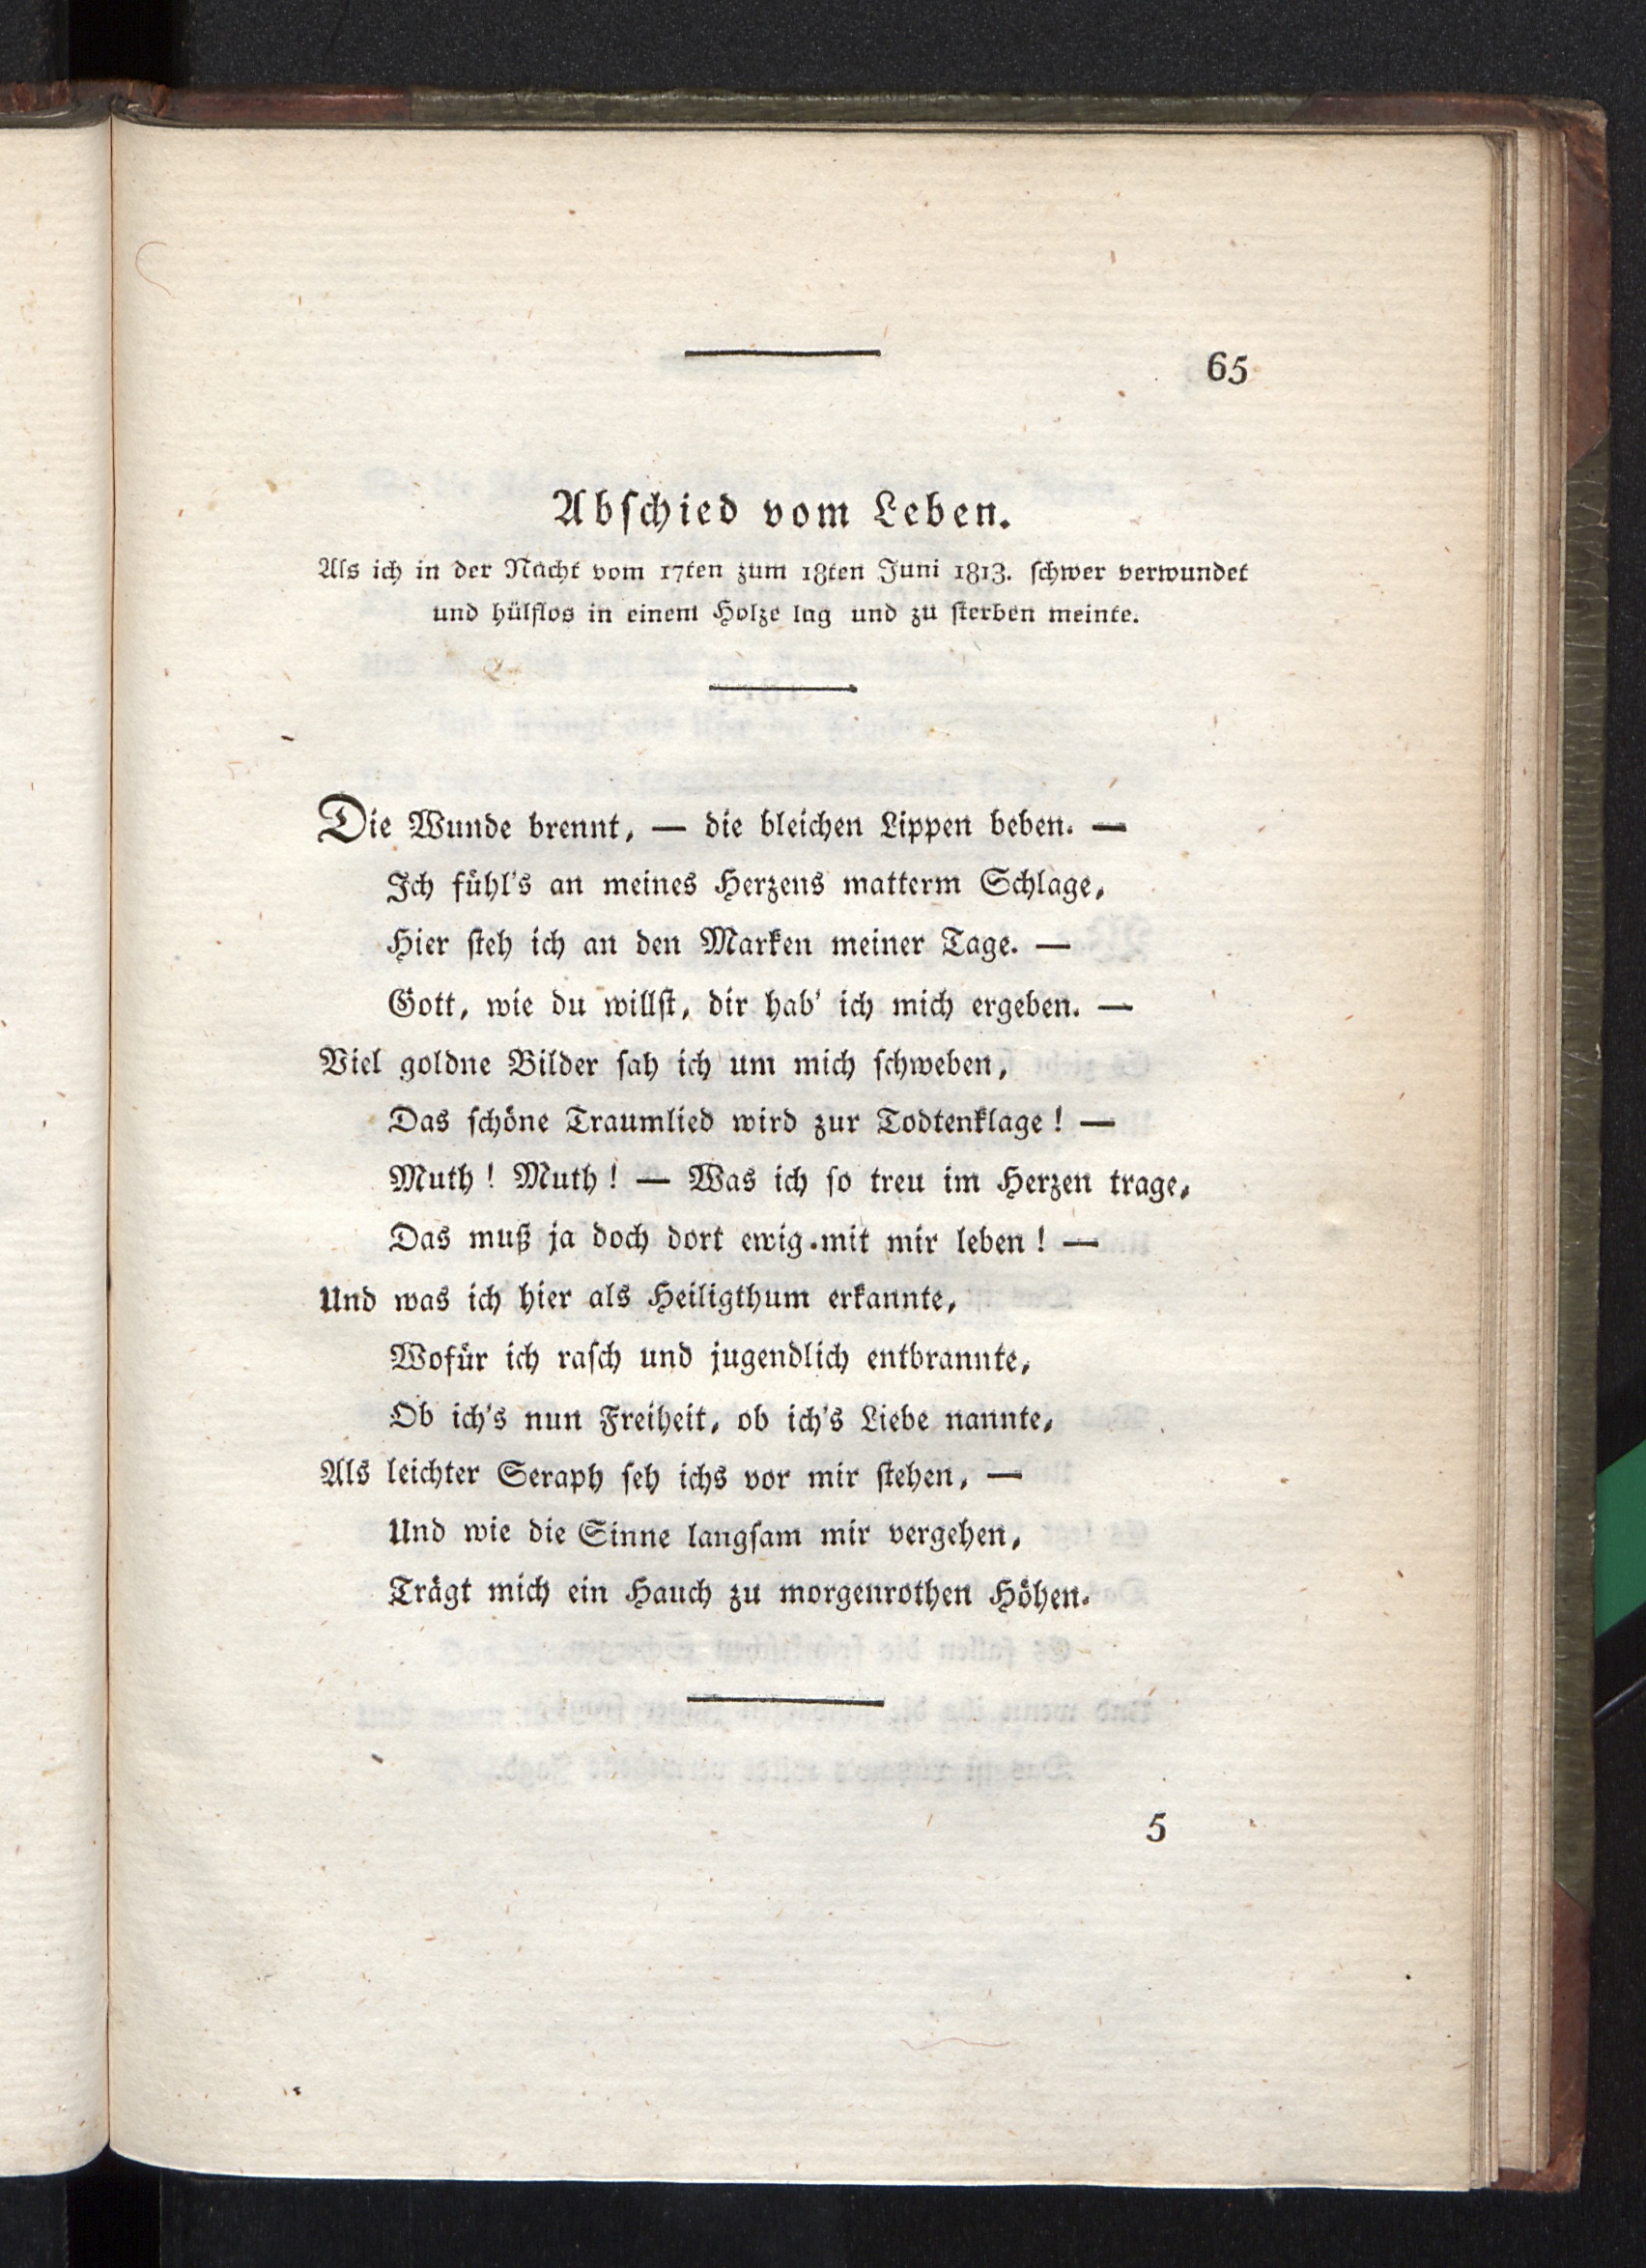 65
Abſchied vom Leben.
Als ich in der Nacht vom 17ten zum 18ten Juni 1813. ſchwer verwundet
und hülflos in einem Holze lag und zu ſterben meinte.
Die Wunde brennt, — die bleichen Lippen beben. —
Ich fühl's an meines Herzens matterm Schlage,
Hier ſteh ich an den Marken meiner Tage. —
Gott, wie du willſt, dir hab' ich mich ergeben. —
Viel goldne Bilder ſah ich um mich ſchweben,
Das ſchöne Traumlied wird zur Todtenklage! —
Muth! Muth! — Was ich ſo treu im Herzen trage,
Das muß ja doch dort ewig mit mir leben! —
Und was ich hier als Heiligthum erkannte,
Wofür ich raſch und jugendlich entbrannte,
Ob ich's nun Freiheit, ob ich's Liebe nannte,
Als leichter Seraph ſeh ichs vor mir ſtehen, —
Und wie die Sinne langſam mir vergehen,
Trägt mich ein Hauch zu morgenrothen Höhen.
5